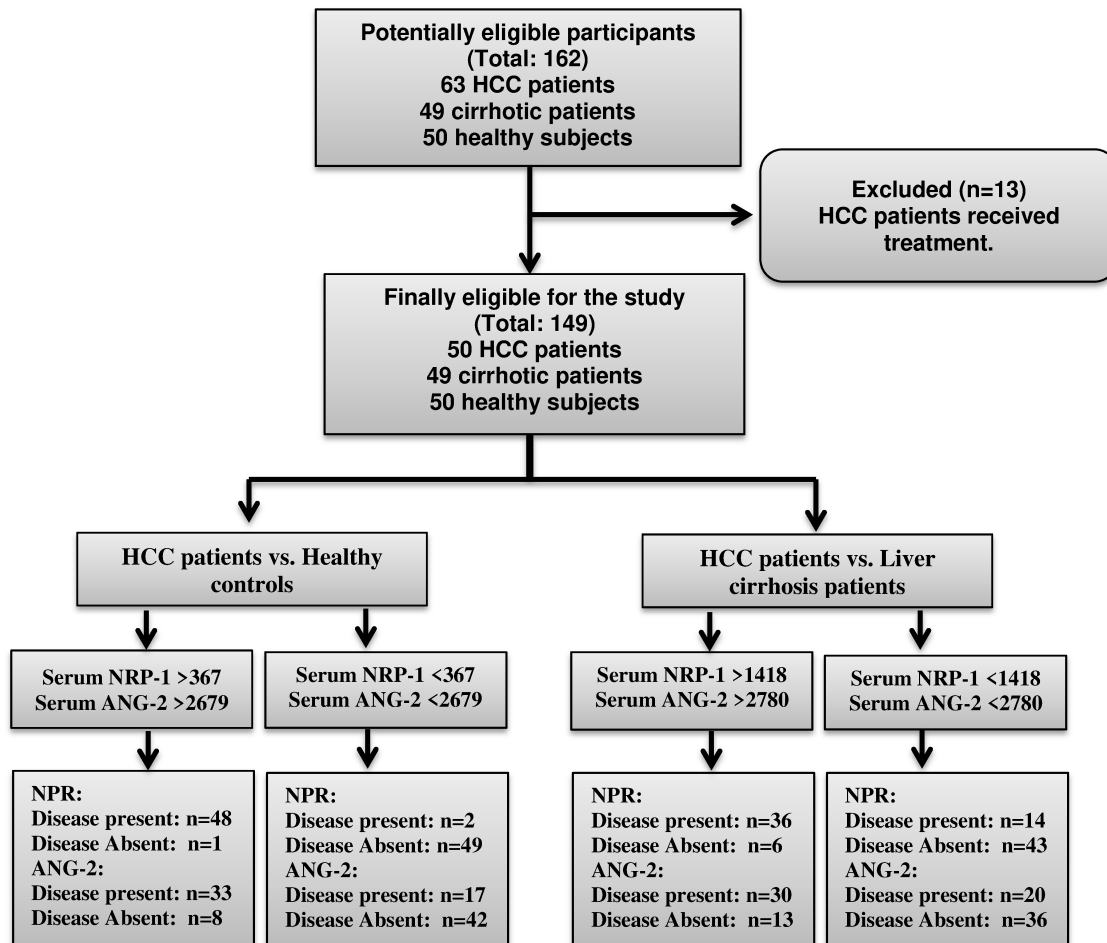 Potentially eligible participants
(Total: 162)
63 HCC patients
49 cirrhotic patients
50 healthy subjects
Excluded (n=13)
HCC patients received
treatment.
Finally eligible for the study
(Total: 149)
50 HCC patients
49 cirrhotic patients
50 healthy subjects
HCC patients vs. Healthy
controls
HCC patients vs. Liver
cirrhosis patients
Serum NRP-1 >367
Serum ANG-2 >2679
Serum NRP-1 <367
Serum ANG-2 <2679
Serum NRP-1 >1418
Serum ANG-2 >2780
Serum NRP-1 <1418
Serum ANG-2 <2780
NPR:
Disease present: n=48
Disease Absent: n=1
ANG-2:
Disease present: n=33
Disease Absent: n=8
NPR:
Disease present: n=2
Disease Absent: n=49
ANG-2:
Disease present: n=17
Disease Absent: n=42
NPR:
Disease present: n=36
Disease Absent: n=6
ANG-2:
Disease present: n=30
Disease Absent: n=13
NPR:
Disease present: n=14
Disease Absent: n=43
ANG-2:
Disease present: n=20
Disease Absent: n=36